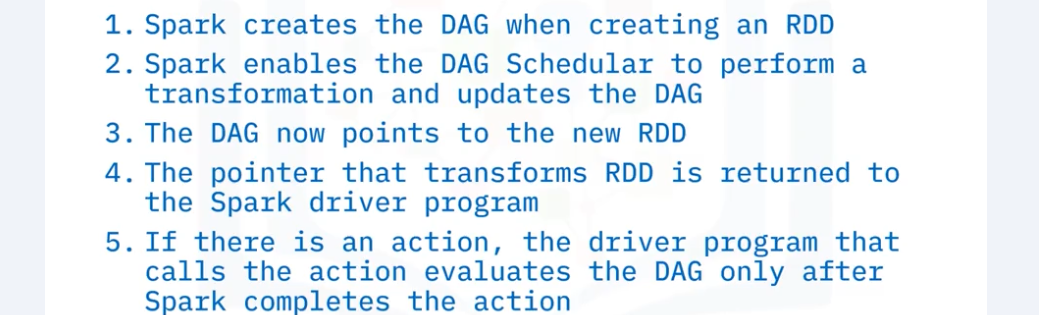 1. Spark creates the DAG when creating an RDD
2. Spark enables the DAG Schedular to perform a
transformation and updates the DAG
3. The DAG now points to the new RDD
4. The pointer that transforms RDD is returned to
the Spark driver program
5. If there is an action, the driver program that
calls the action evaluates the DAG only after
Spark completes the action